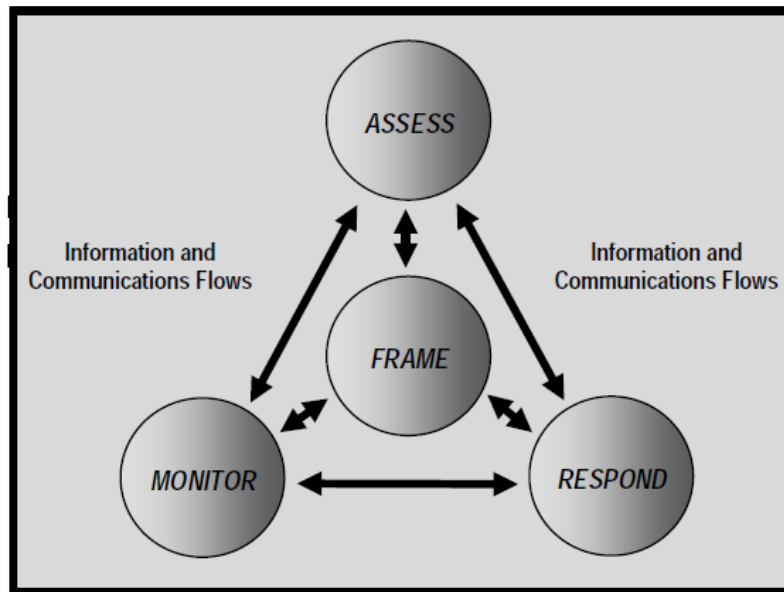 ASSESS
Information and
Communications Flows
Information and
Communications Flows
FRAME
MONITOR
RESPOND